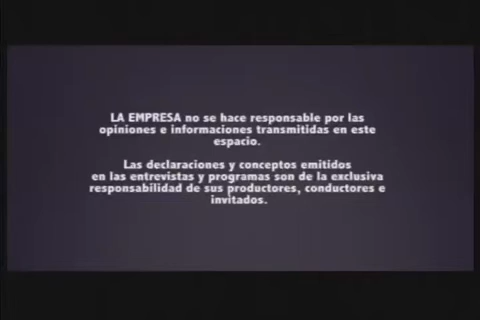 LA EMPRESA no se hace responsable por las
opiniones e informaciones transmitidas en este
espacio.
Las declaraciones y conceptos emitidos
en las entrevistas y programas son de la exclusiva
responsabilidad de sus productores, conductores e
invitados.